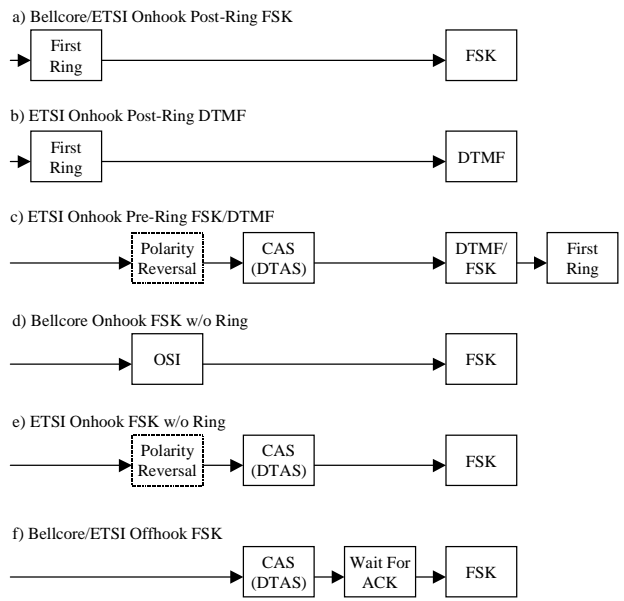 a) Bellcore/ETSI Onhook Post-Ring FSK
First
Ring
FSK
b) ETSI Onhook Post-Ring DTMF
First
Ring
DTMF
c) ETSI Onhook Pre-Ring FSK/DTMF
Polarity
Reversal
CAS
(DTAS)
DTMF/
FSK
First
Ring
d) Bellcore Onhook FSK w/o Ring
OSI
FSK
e) ETSI Onhook FSK w/o Ring
Polarity
Reversal
CAS
(DTAS)
FSK
f) Bellcore/ETSI Offhook FSK
CAS
(DTAS)
Wait For
ACK
FSK